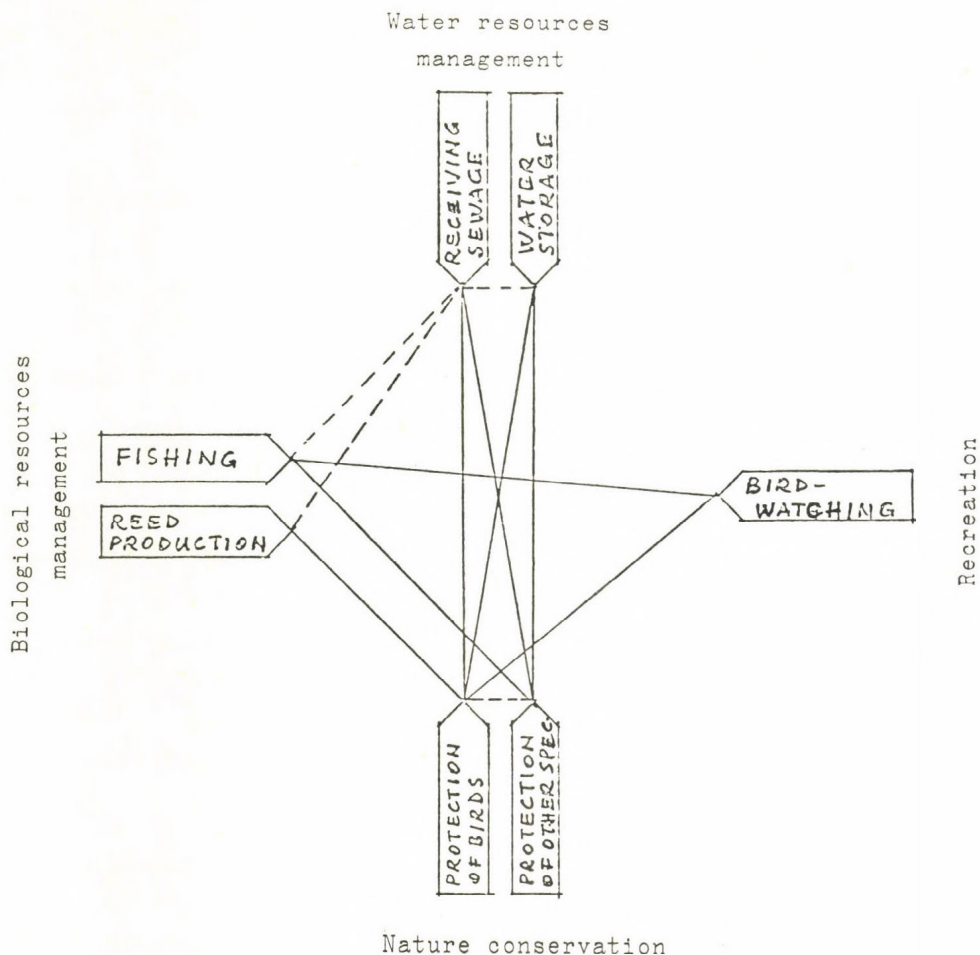 Water resources
management
RECEIVING
SEWAGE
WATER
STORAGE
Biological resources
management
FISHING
REED
PRODUCTION
BIRD-
WATCHING
Recreation
PROTECTION
OF BIRDS
PROTECTION
OF OTHER SPEC.
Nature conservation